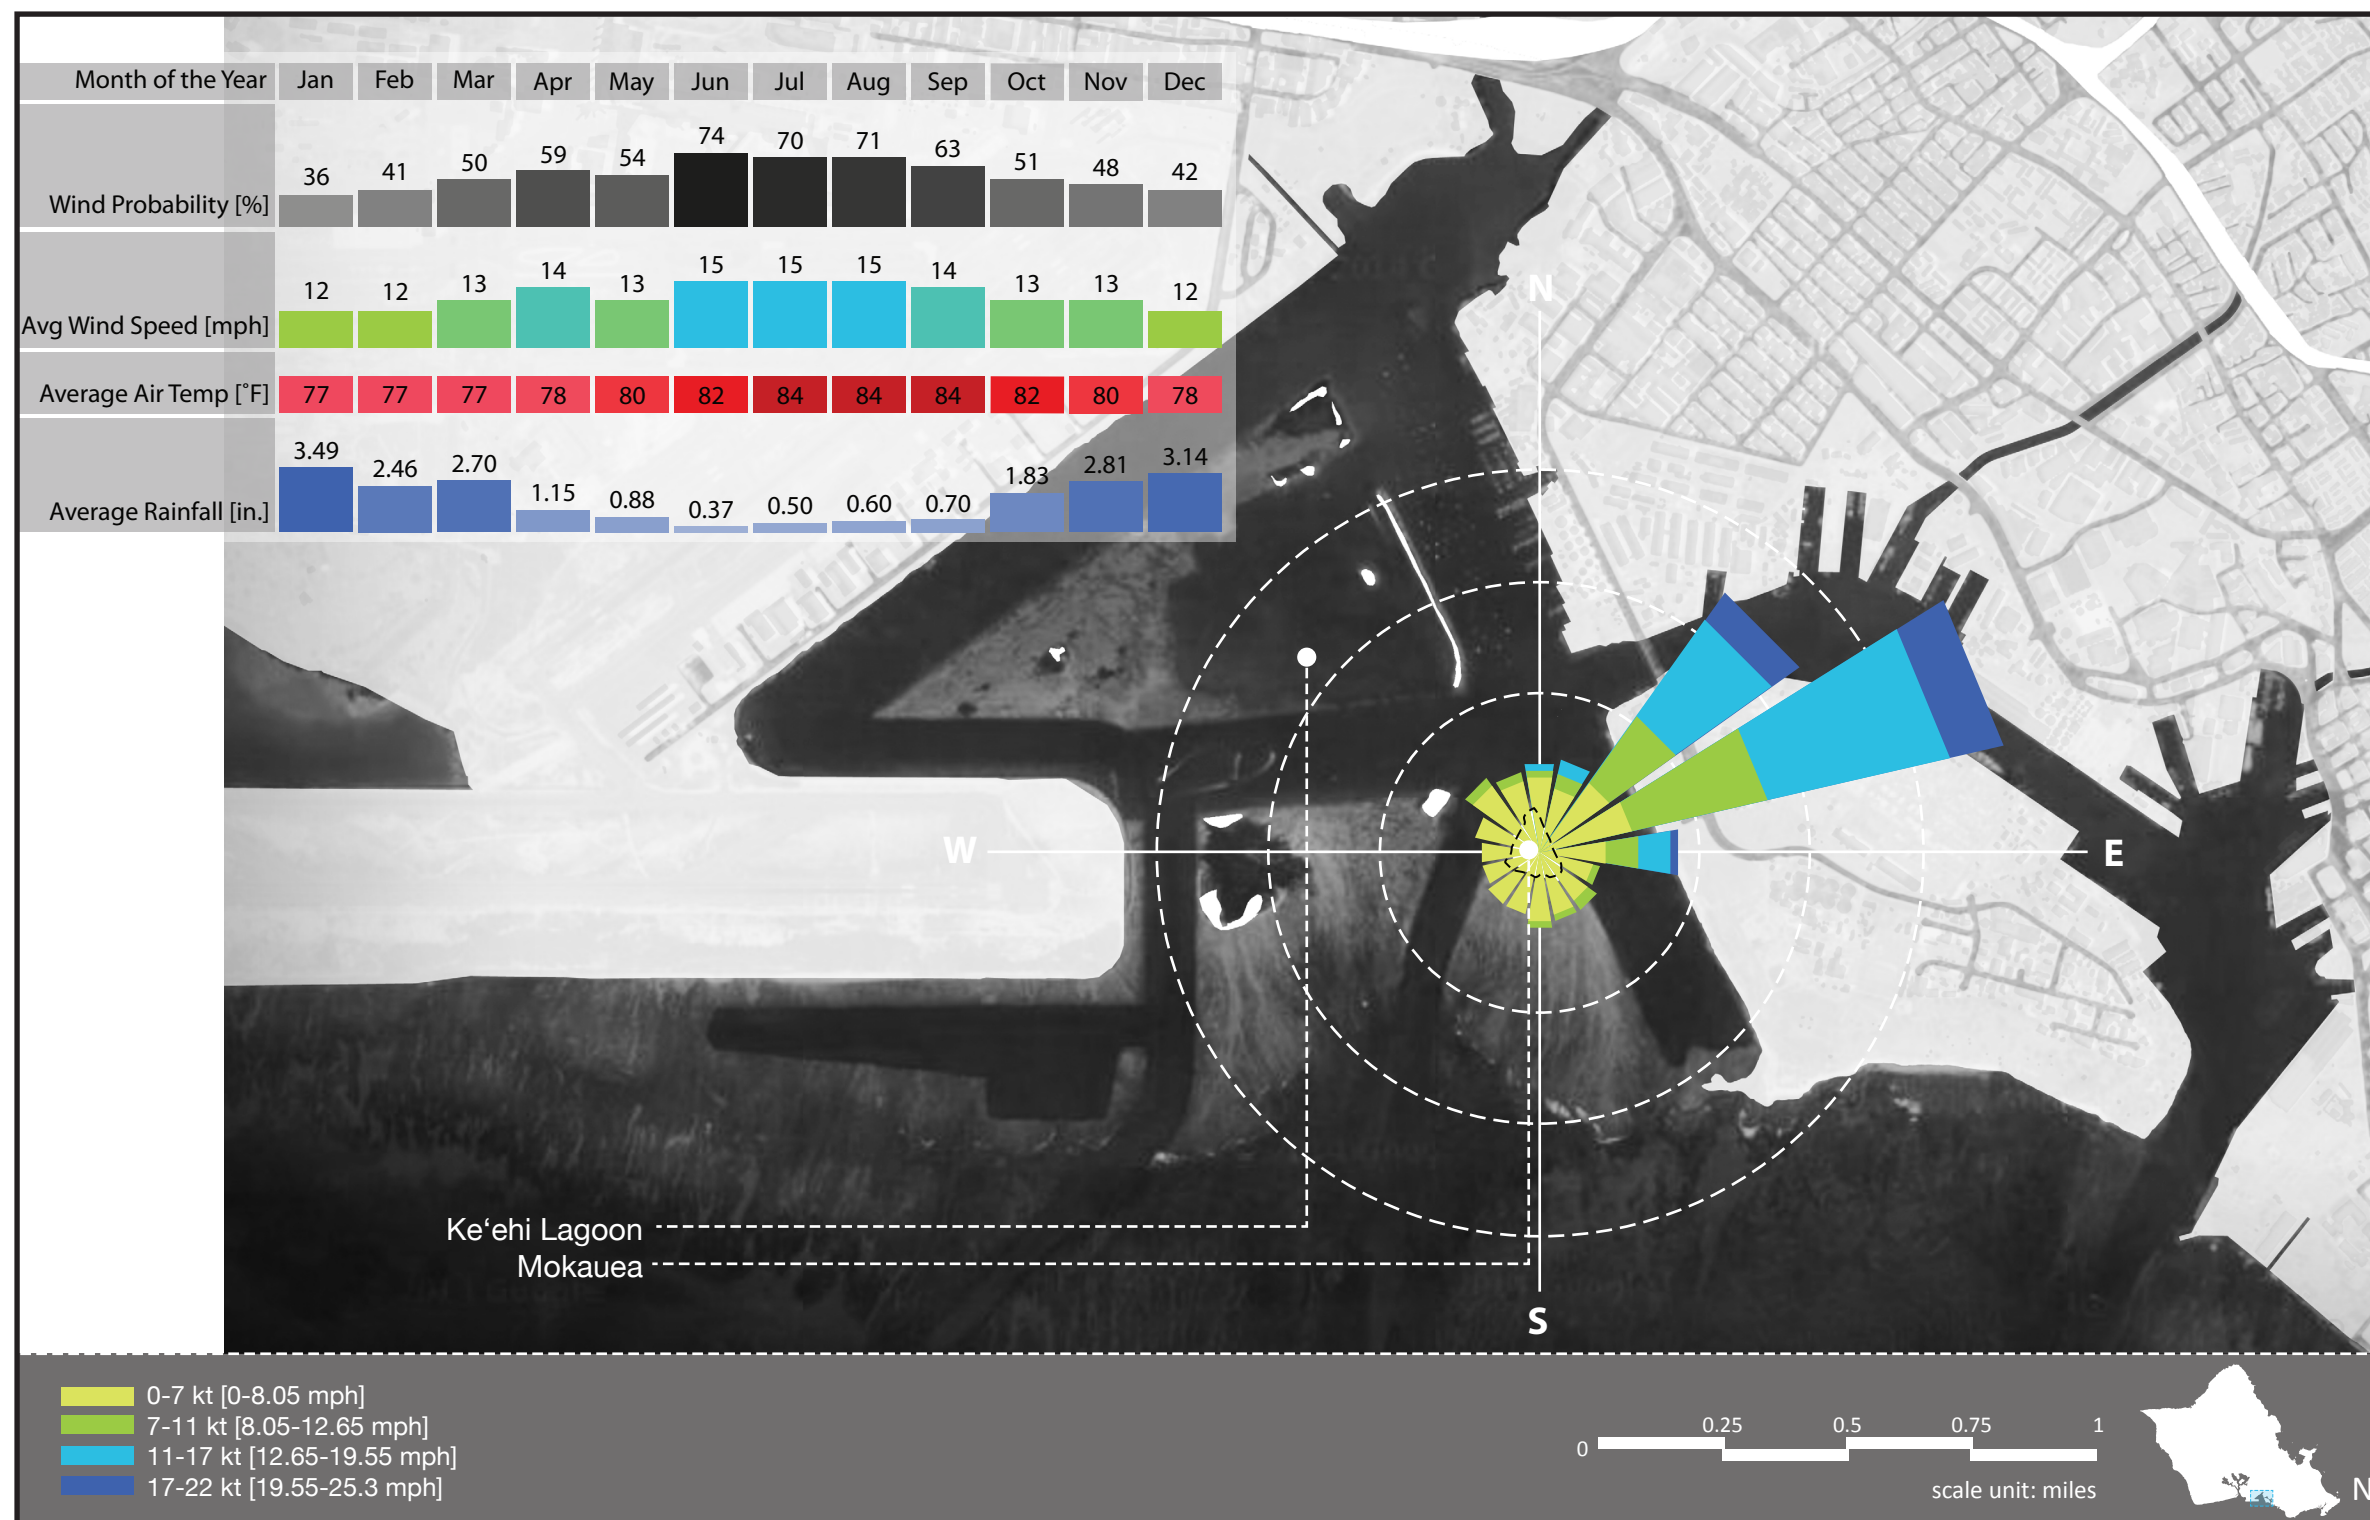 Month of the Year Jan Feb Mar Apr May Jun Jul Aug Sep Oct Nov Dec
Wind Probability [%] 36 41 50 59 54 74 70 71 63 51 48 42
Avg Wind Speed [mph] 12 12 13 14 13 15 15 15 14 13 13 12
Average Air Temp [˚F] 77 77 77 78 80 82 84 84 84 82 80 78
Average Rainfall [in.] 3.49 2.46 2.70 1.15 0.88 0.37 0.50 0.60 0.70 1.83 2.81 3.14
N
W
E
S
Keʻehi Lagoon
Mokauea
0-7 kt [0-8.05 mph]
7-11 kt [8.05-12.65 mph]
11-17 kt [12.65-19.55 mph]
17-22 kt [19.55-25.3 mph]
0 0.25 0.5 0.75 1
scale unit: miles
N